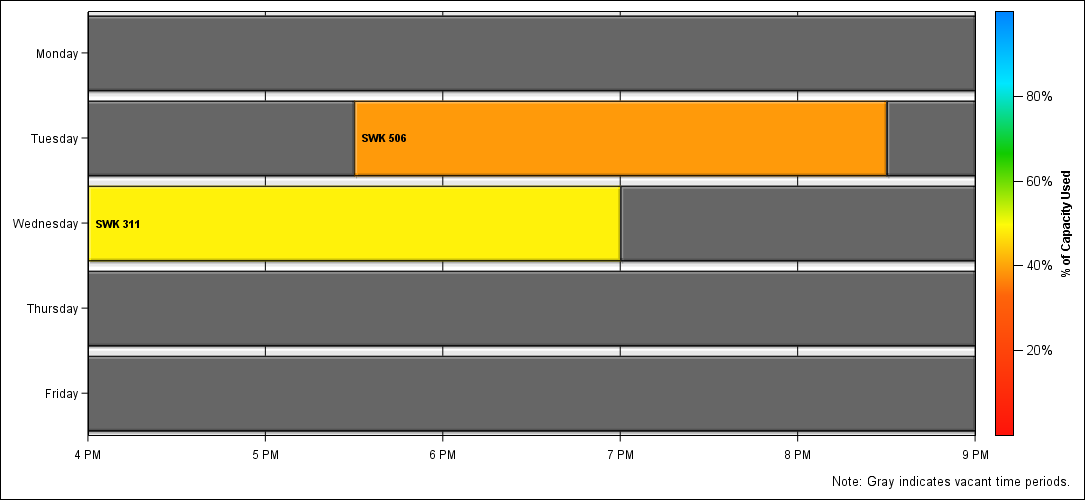 Monday
Tuesday
SWK 506
Wednesday
SWK 311
Thursday
Friday
4 PM
5 PM
6 PM
7 PM
8 PM
9 PM
80%
60%
40%
20%
% of Capacity Used
Note: Gray indicates vacant time periods.